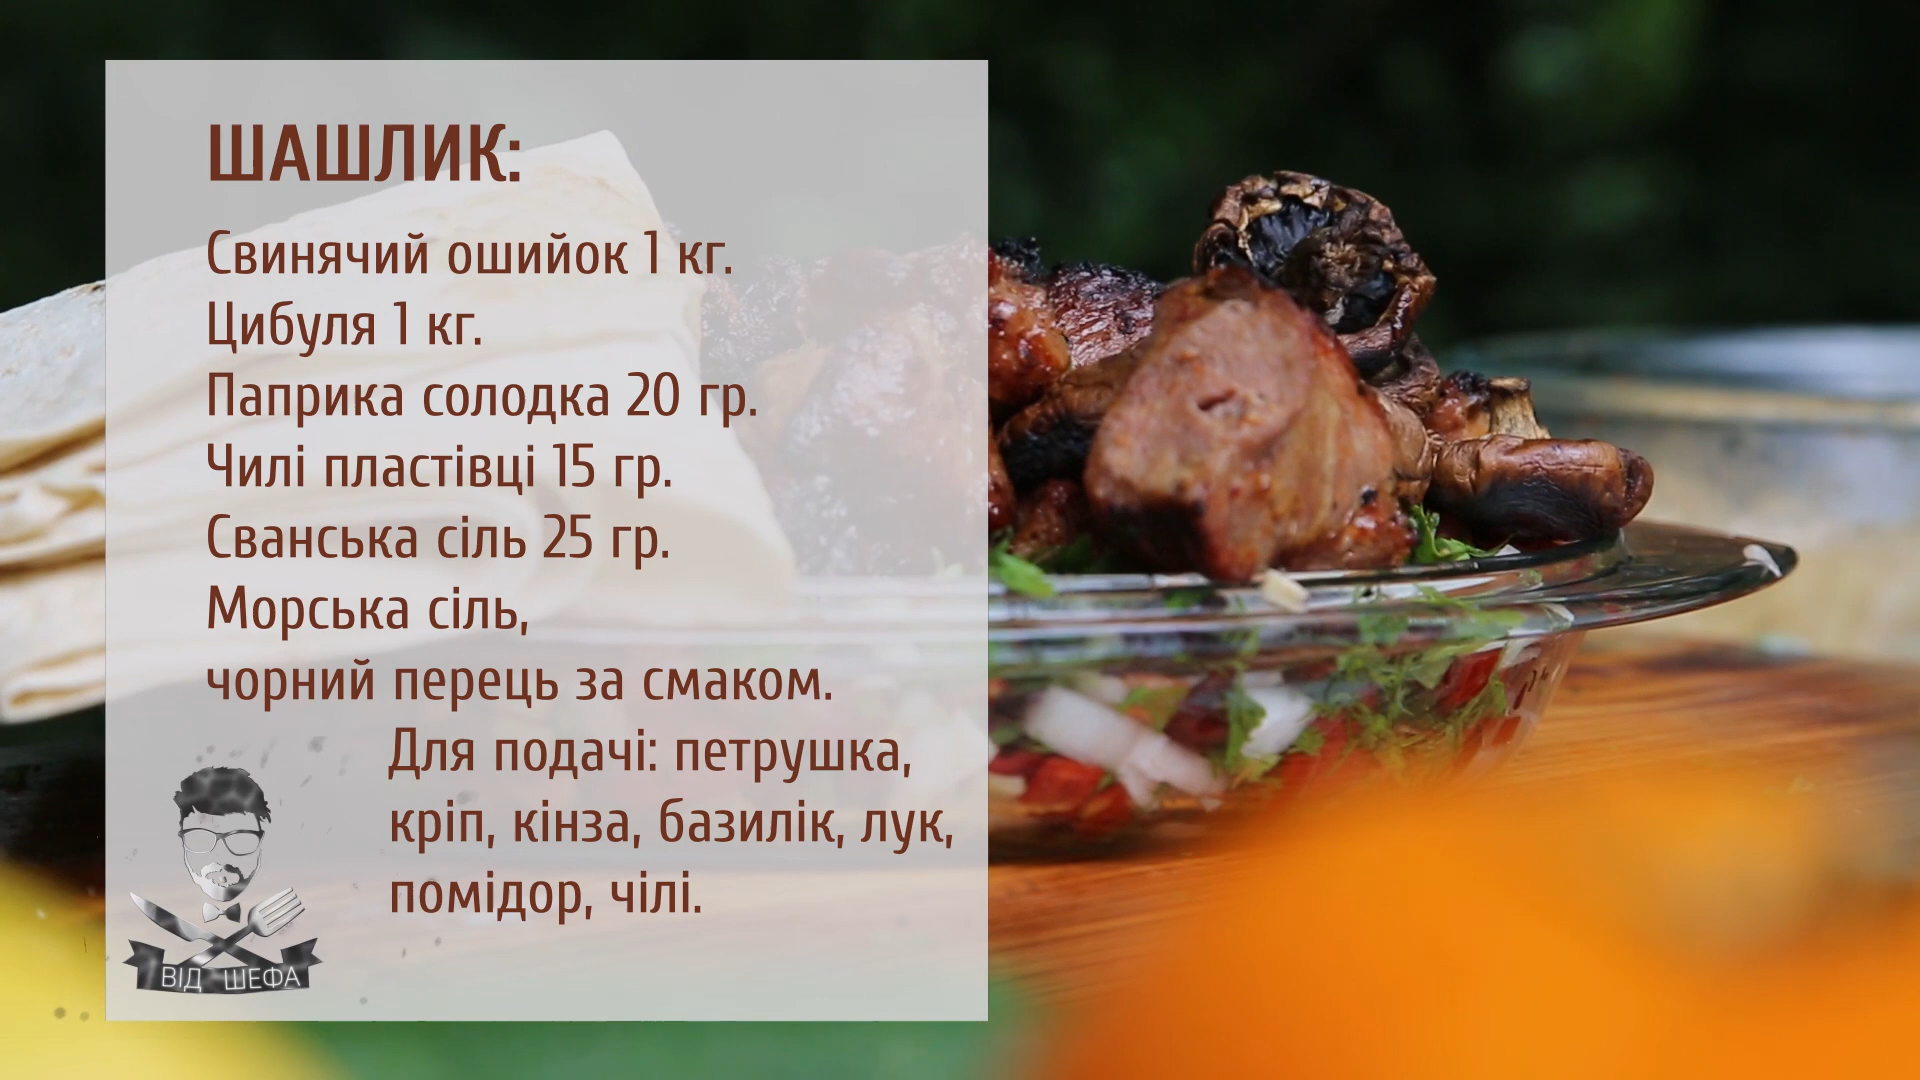 ШАШЛИК:
Свинячий ошийок 1 кг.
Цибуля 1 кг.
Паприка солодка 20 гр.
Чилі пластівці 15 гр.
Сванська сіль 25 гр.
Морська сіль,
чорний перець за смаком.
Для подачі: петрушка,
кріп, кінза, базилік, лук,
помідор, чілі.
ВІД ШЕФА